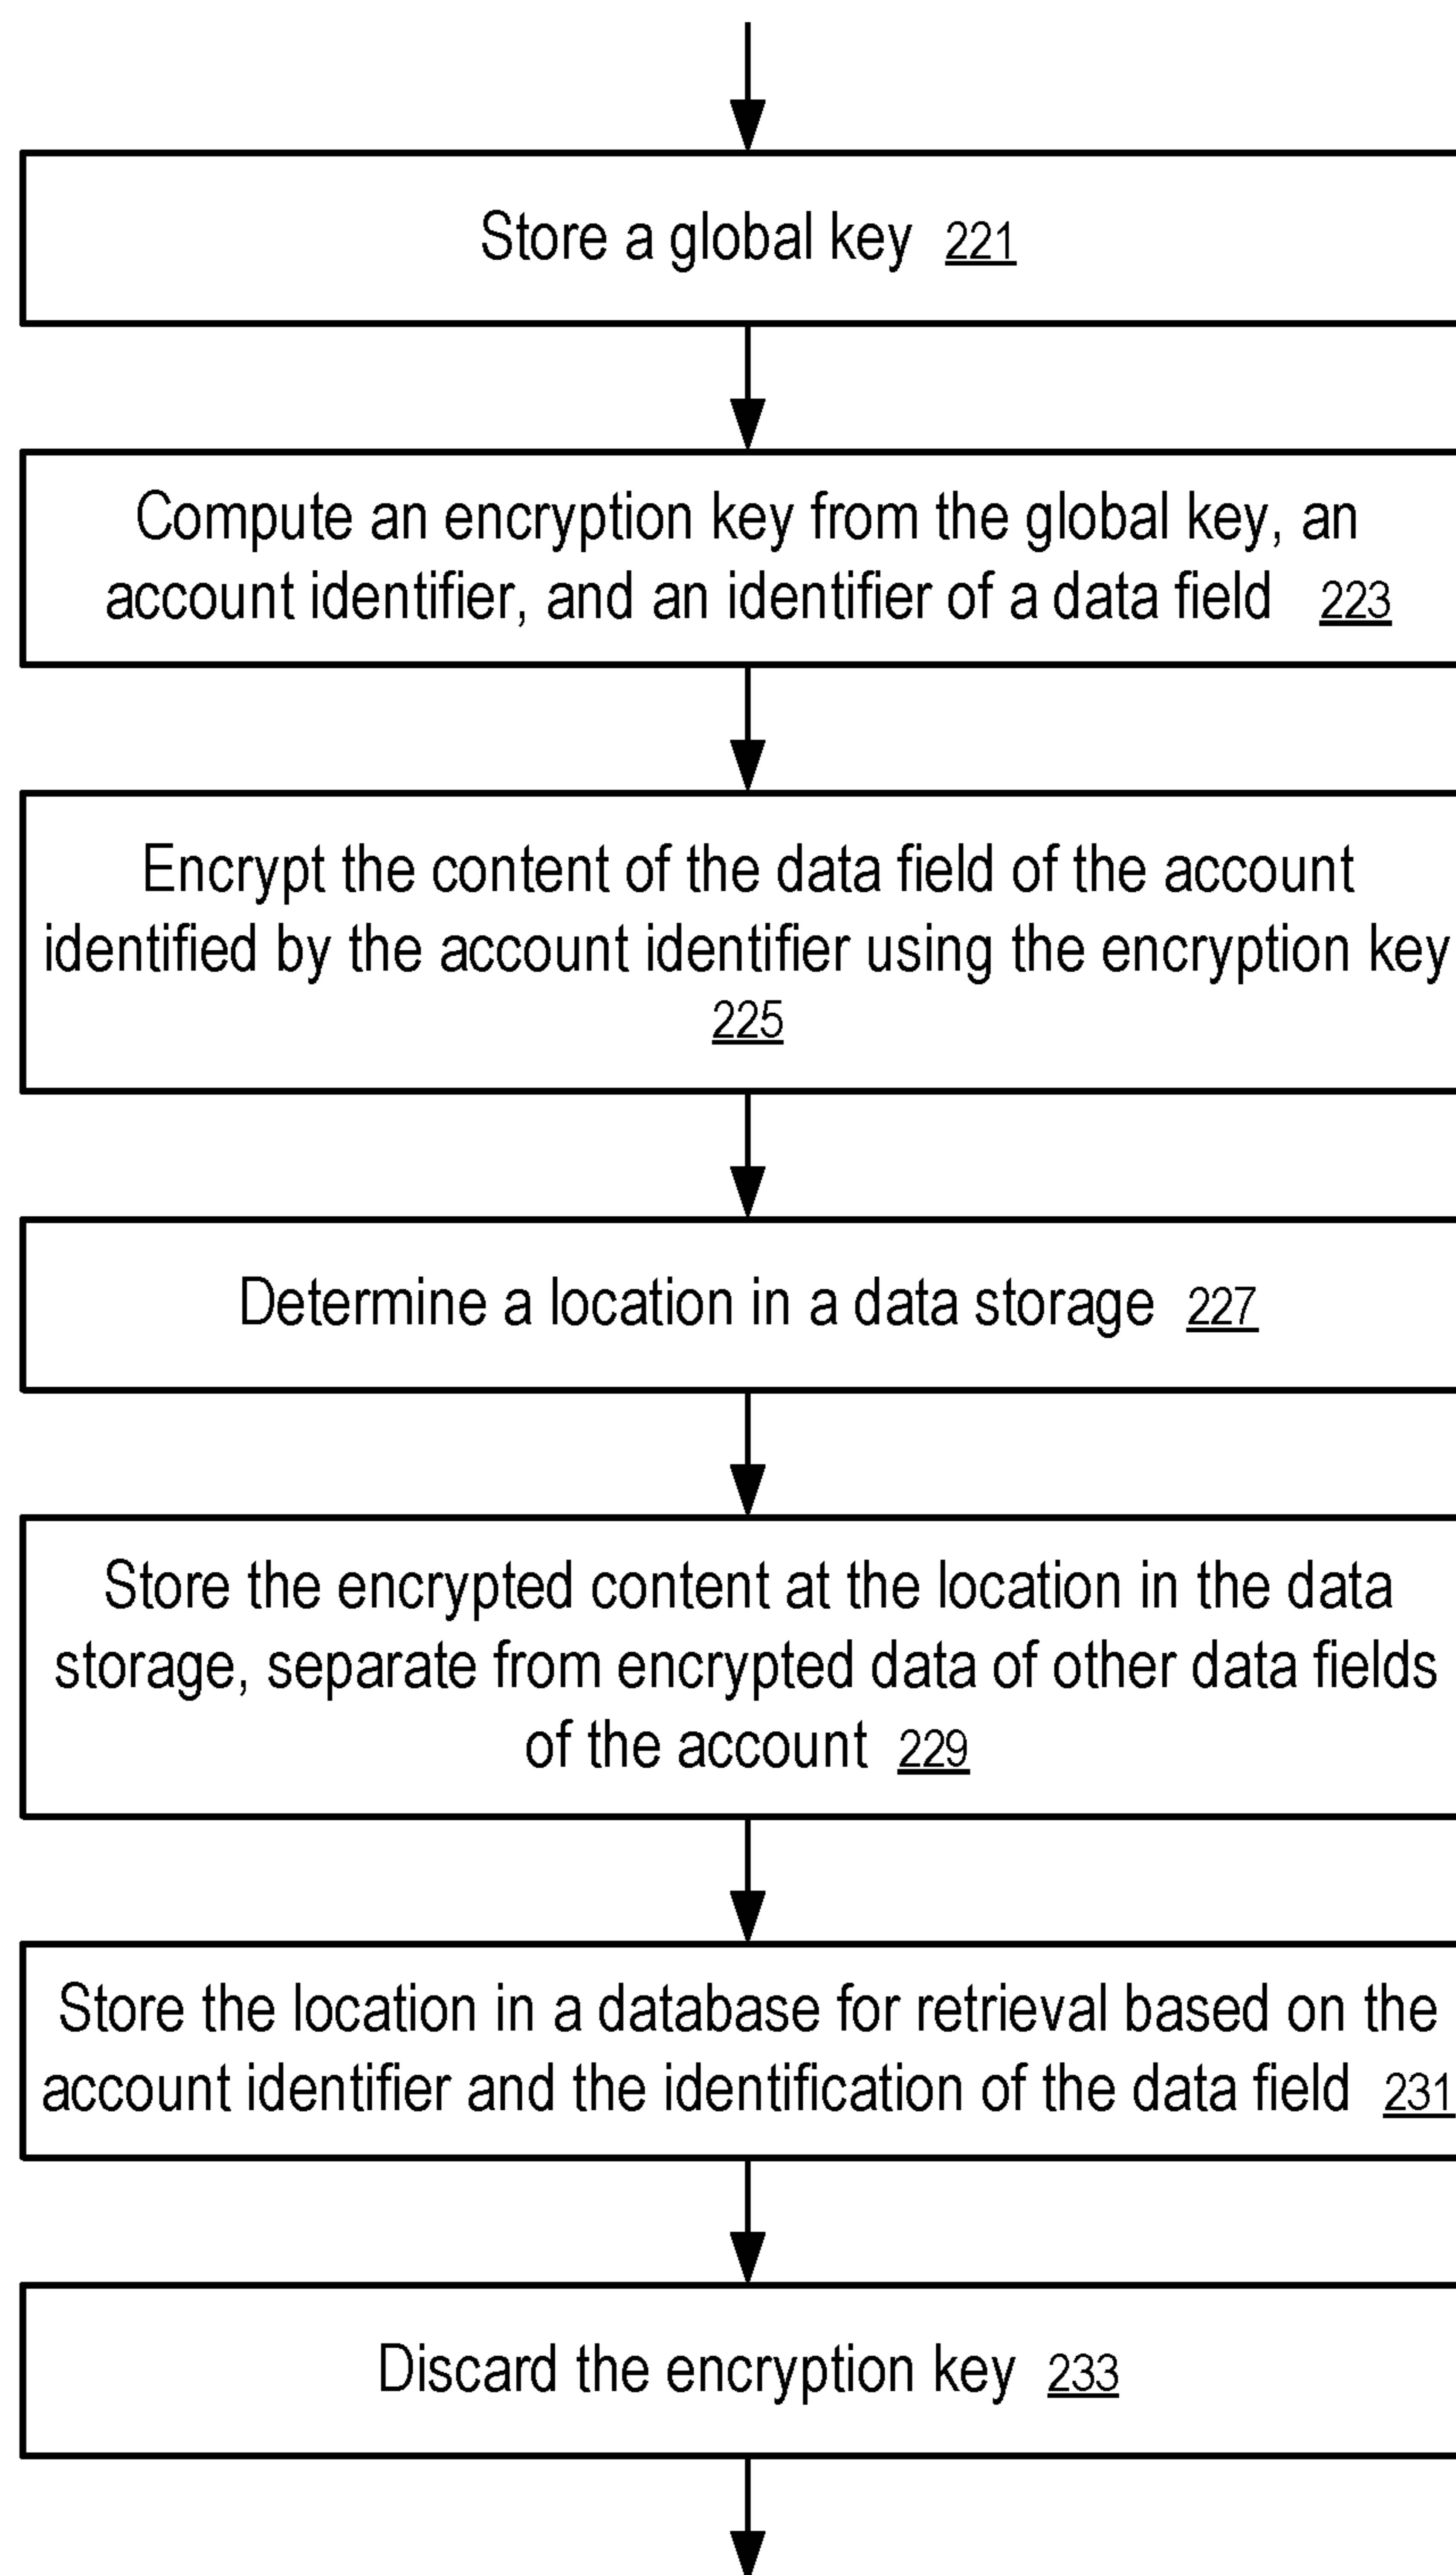 Store a global key 221
Compute an encryption key from the global key, an
account identifier, and an identifier of a data field 223
Encrypt the content of the data field of the account
identified by the account identifier using the encryption key
225
Determine a location in a data storage 227
Store the encrypted content at the location in the data
storage, separate from encrypted data of other data fields
of the account 229
Store the location in a database for retrieval based on the
account identifier and the identification of the data field 231
Discard the encryption key 233